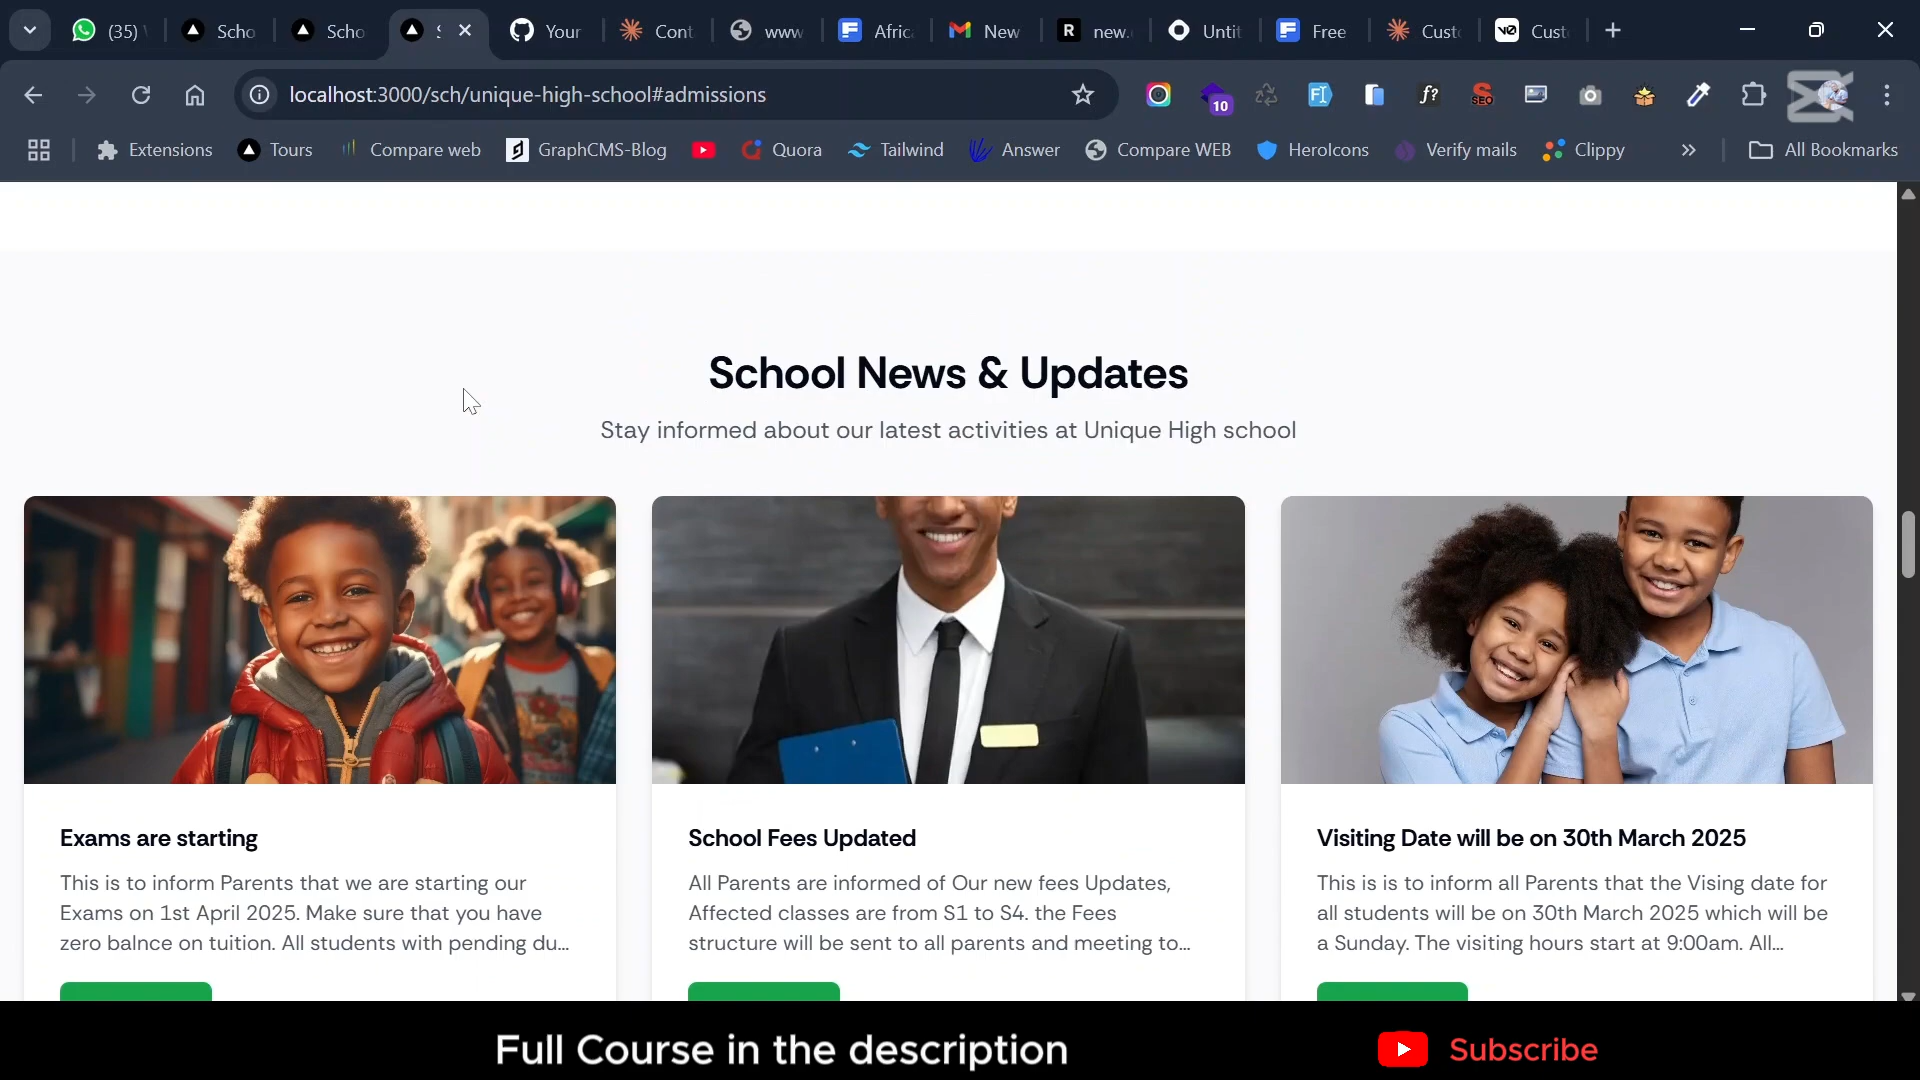 (35)
Scho
Scho
Your
Cont
www
Afric
New
new.
Untit
Free
Cust
Cust
localhost:3000/sch/unique-high-school#admissions
10
SEO
Extensions
Tours
Compare web
GraphCMS-Blog
Quora
Tailwind
Answer
Compare WEB
HeroIcons
Verify mails
Clippy
All Bookmarks
School News & Updates
Stay informed about our latest activities at Unique High school
Exams are starting
This is to inform Parents that we are starting our
Exams on 1st April 2025. Make sure that you have
zero balnce on tuition. All students with pending du...
School Fees Updated
All Parents are informed of Our new fees Updates,
Affected classes are from S1 to S4. the Fees
structure will be sent to all parents and meeting to...
Visiting Date will be on 30th March 2025
This is is to inform all Parents that the Vising date for
all students will be on 30th March 2025 which will be
a Sunday. The visiting hours start at 9:00am. All...
Full Course in the description
Subscribe